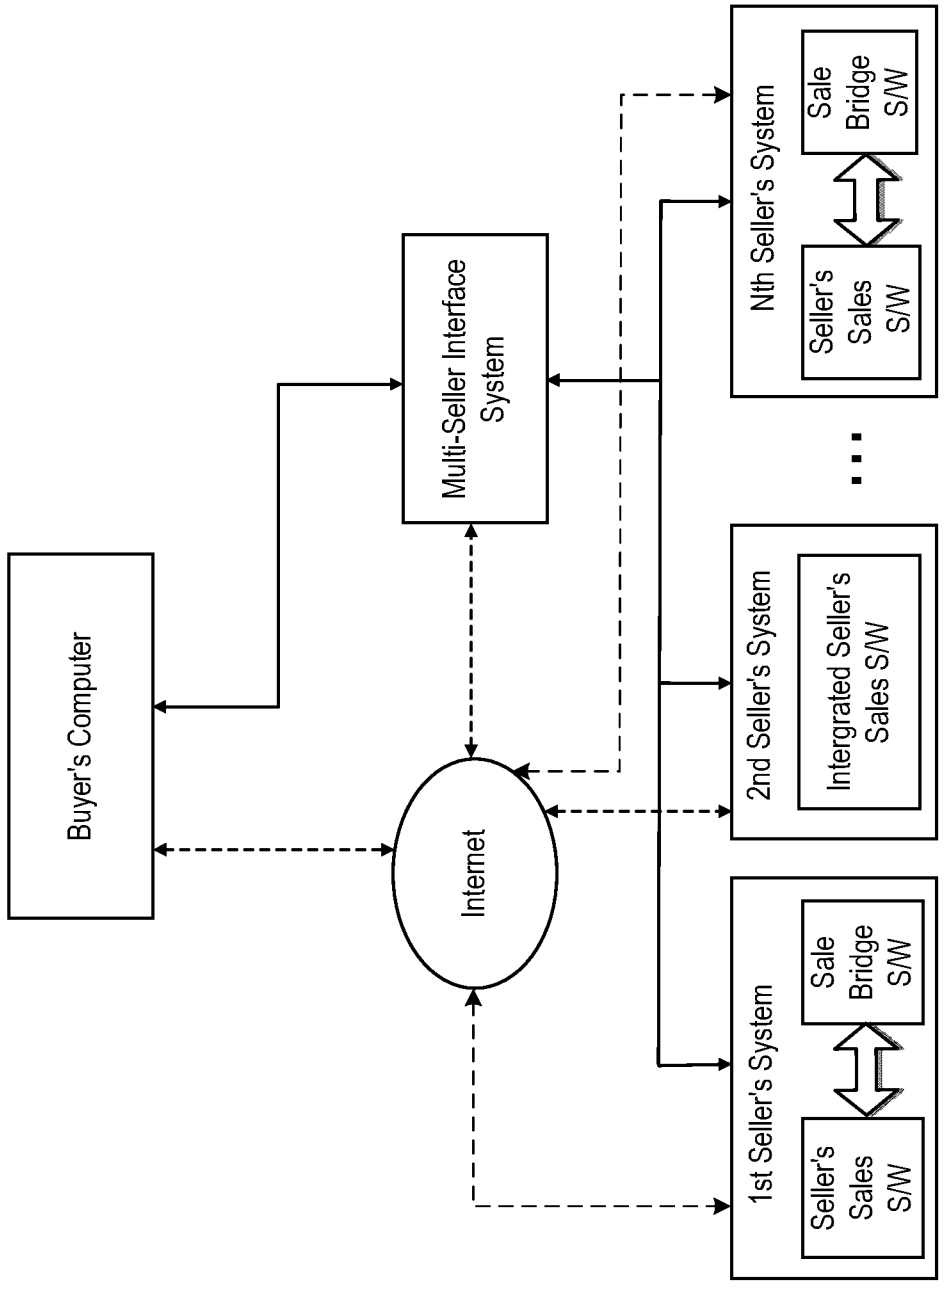 Buyer's Computer
Multi-Seller Interface
System
Internet
1st Seller's System
Seller's
Sales
S/W
Sale
Bridge
S/W
2nd Seller's System
Intergrated Seller's
Sales S/W
...
Nth Seller's System
Seller's
Sales
S/W
Sale
Bridge
S/W